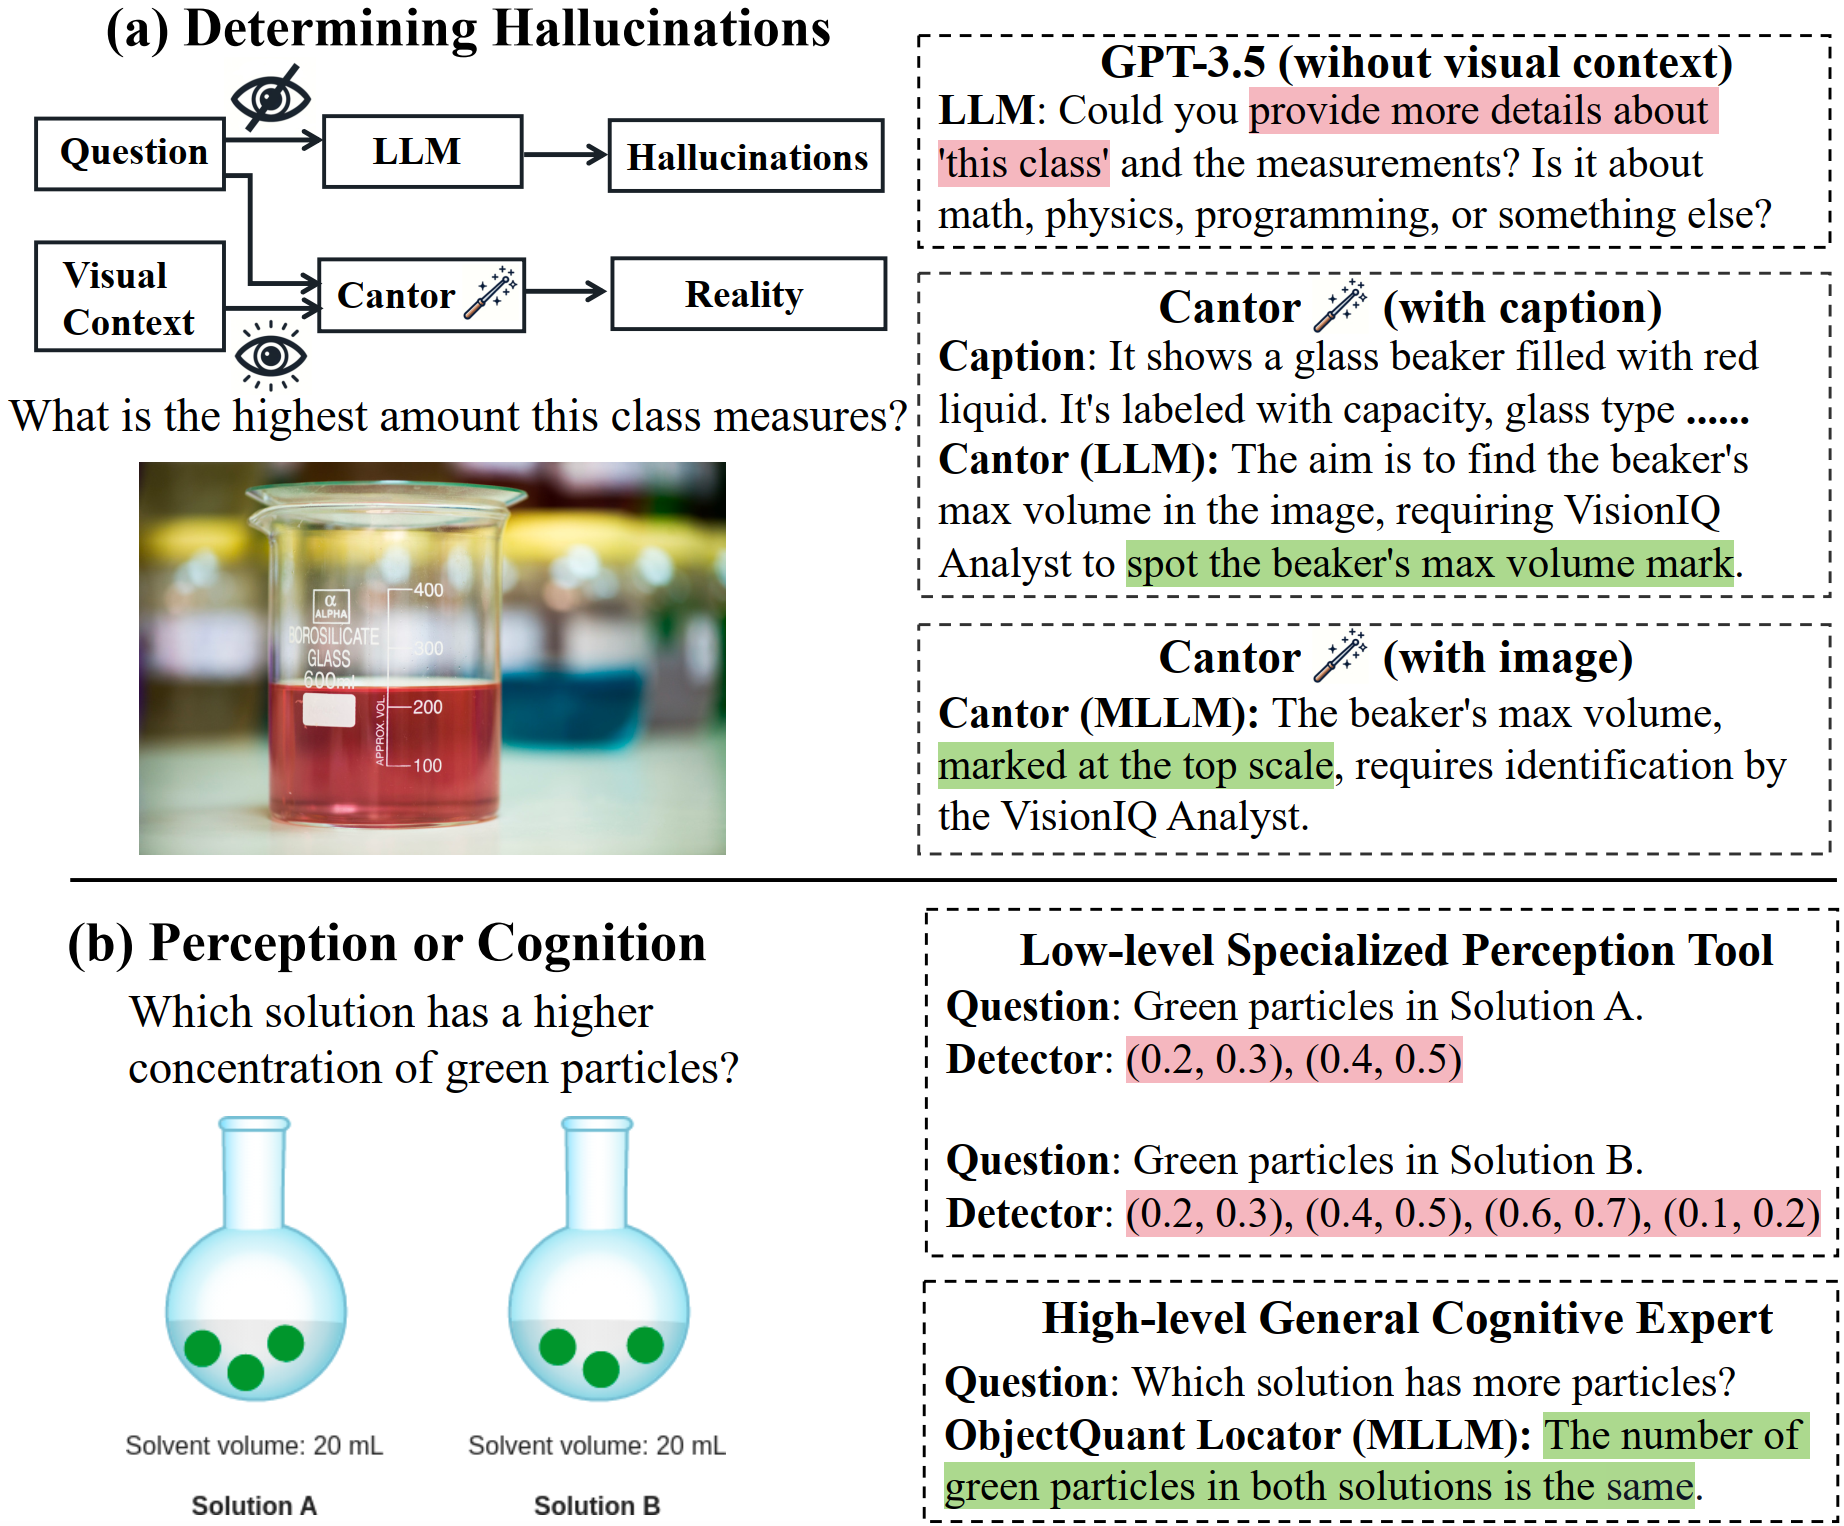 (a) Determining Hallucinations
Question
LLM
Hallucinations
Visual
Context
Cantor
Reality
What is the highest amount this class measures?
α
ALPHA
BOROSILICATE
GLASS
600ml
400
300
200
100
APPROX.VOL.
GPT-3.5 (wihout visual context)
LLM: Could you provide more details about
'this class' and the measurements? Is it about
math, physics, programming, or something else?
Cantor (with caption)
Caption: It shows a glass beaker filled with red
liquid. It's labeled with capacity, glass type ......
Cantor (LLM): The aim is to find the beaker's
max volume in the image, requiring VisionIQ
Analyst to spot the beaker's max volume mark.
Cantor (with image)
Cantor (MLLM): The beaker's max volume,
marked at the top scale, requires identification by
the VisionIQ Analyst.
(b) Perception or Cognition
Which solution has a higher
concentration of green particles?
Solvent volume: 20 mL
Solution A
Solvent volume: 20 mL
Solution B
Low-level Specialized Perception Tool
Question: Green particles in Solution A.
Detector: (0.2, 0.3), (0.4, 0.5)
Question: Green particles in Solution B.
Detector: (0.2, 0.3), (0.4, 0.5), (0.6, 0.7), (0.1, 0.2)
High-level General Cognitive Expert
Question: Which solution has more particles?
ObjectQuant Locator (MLLM): The number of
green particles in both solutions is the same.